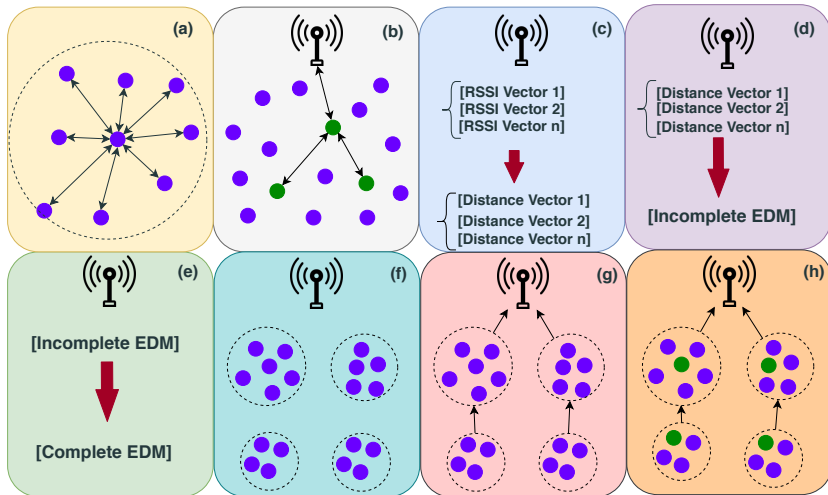 (a)
(b)
(c)
[RSSI Vector 1]
[RSSI Vector 2]
[RSSI Vector n]
[Distance Vector 1]
[Distance Vector 2]
[Distance Vector n]
(d)
[Distance Vector 1]
[Distance Vector 2]
[Distance Vector n]
[Incomplete EDM]
(e)
[Incomplete EDM]
[Complete EDM]
(f)
(g)
(h)